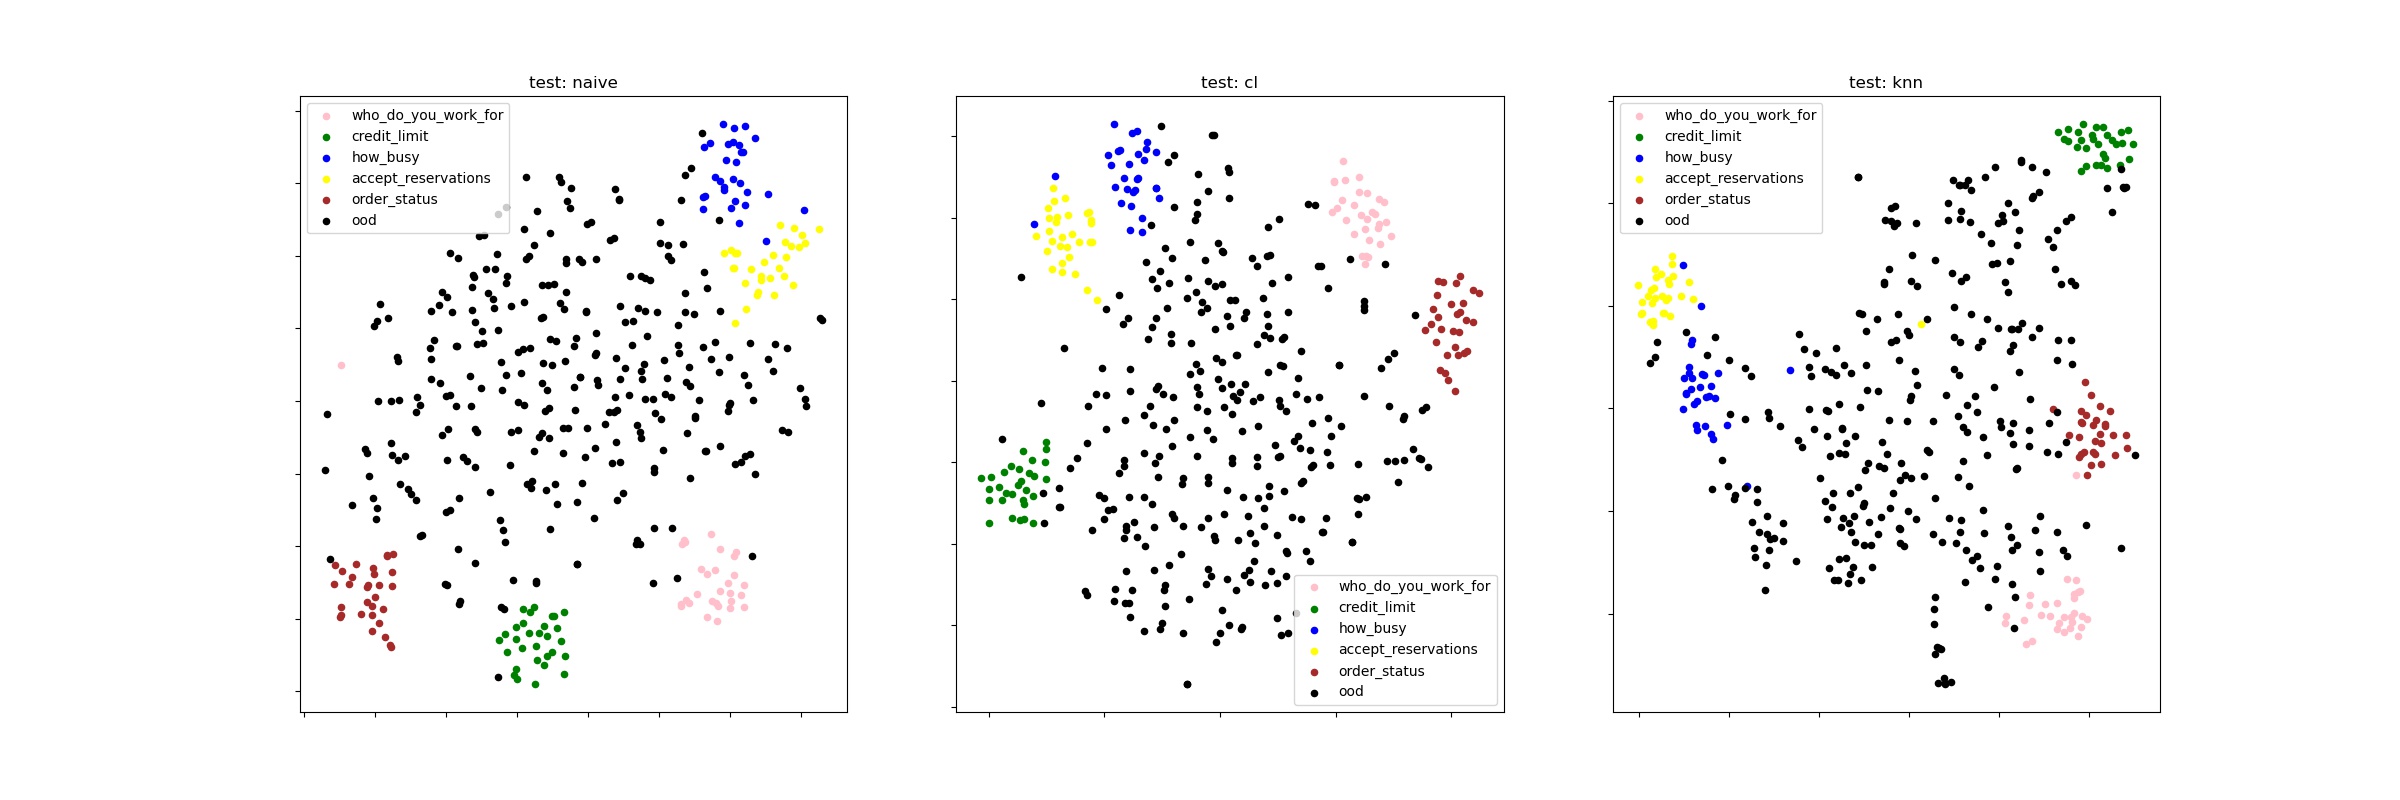 test: naive
who_do_you_work_for
credit_limit
how_busy
accept_reservations
order_status
ood
test: cl
who_do_you_work_for
credit_limit
how_busy
accept_reservations
order_status
ood
test: knn
who_do_you_work_for
credit_limit
how_busy
accept_reservations
order_status
ood